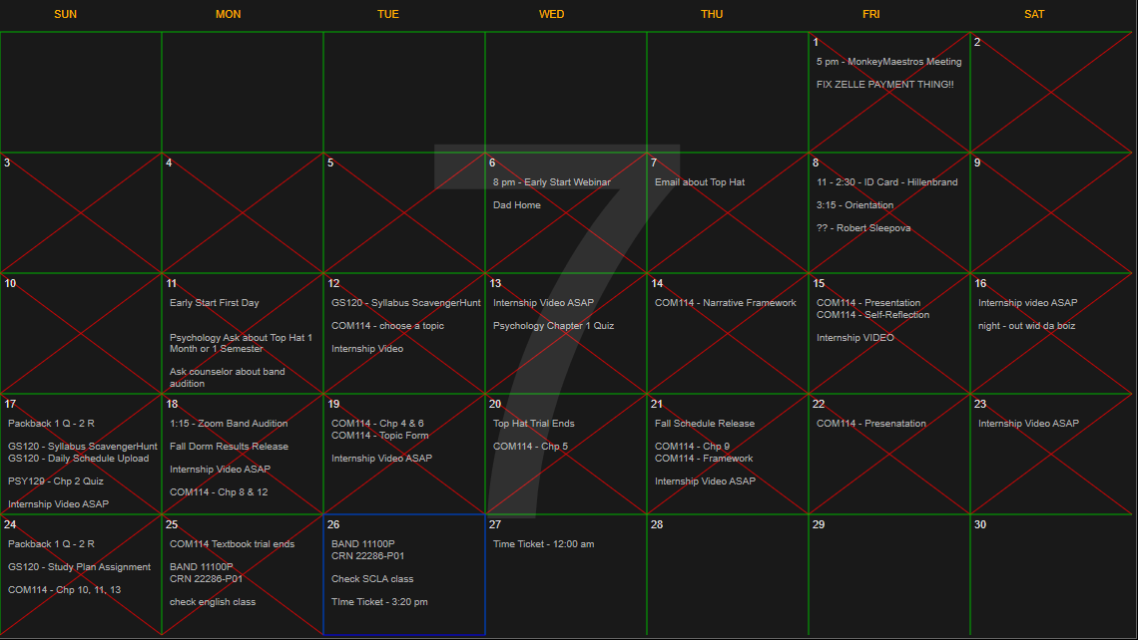 SUN MON TUE WED THU FRI SAT
7
1
5 pm - MonkeyMaestros Meeting
FIX ZELLE PAYMENT THING!!
2
3
4
5
6
8 pm - Early Start Webinar
Dad Home
7
Email about Top Hat
8
11 - 2:30 - ID Card - Hillenbrand
3:15 - Orientation
?? - Robert Sleepova
9
10
11
Early Start First Day
Psychology Ask about Top Hat 1
Month or 1 Semester
Ask counselor about band
audition
12
GS120 - Syllabus ScavengerHunt
COM114 - choose a topic
Internship Video
13
Internship Video ASAP
Psychology Chapter 1 Quiz
14
COM114 - Narrative Framework
15
COM114 - Presentation
COM114 - Self-Reflection
Internship VIDEO
16
Internship video ASAP
night - out wid da boiz
17
Packback 1 Q - 2 R
GS120 - Syllabus ScavengerHunt
GS120 - Daily Schedule Upload
PSY129 - Chp 2 Quiz
Internship Video ASAP
18
1:15 - Zoom Band Audition
Fall Dorm Results Release
Internship Video ASAP
COM114 - Chp 8 & 12
19
COM114 - Chp 4 & 6
COM114 - Topic Form
Internship Video ASAP
20
Top Hat Trial Ends
COM114 - Chp 5
21
Fall Schedule Release
COM114 - Chp 9
COM114 - Framework
Internship Video ASAP
22
COM114 - Presenatation
23
Internship Video ASAP
24
Packback 1 Q - 2 R
GS120 - Study Plan Assignment
COM114 - Chp 10, 11, 13
25
COM114 Textbook trial ends
BAND 11100P
CRN 22286-P01
check english class
26
BAND 11100P
CRN 22286-P01
Check SCLA class
TIme Ticket - 3:20 pm
27
Time Ticket - 12:00 am
28
29
30